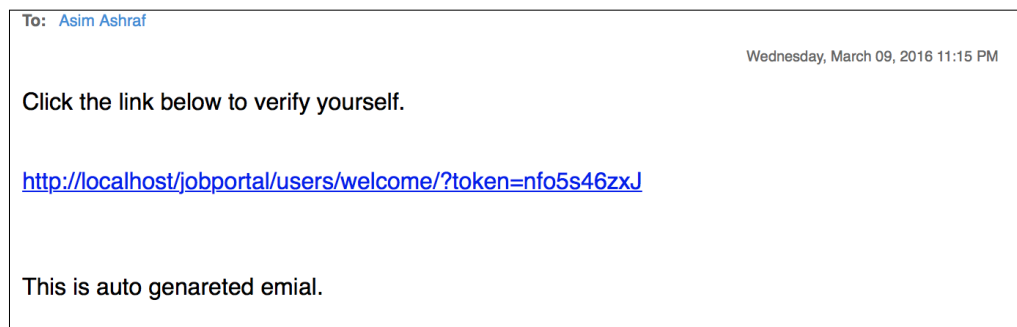 To: Asim Ashraf
Wednesday, March 09, 2016 11:15 PM
Click the link below to verify yourself.
http://localhost/jobportal/users/welcome/?token=nfo5s46zxJ
This is auto genareted emial.